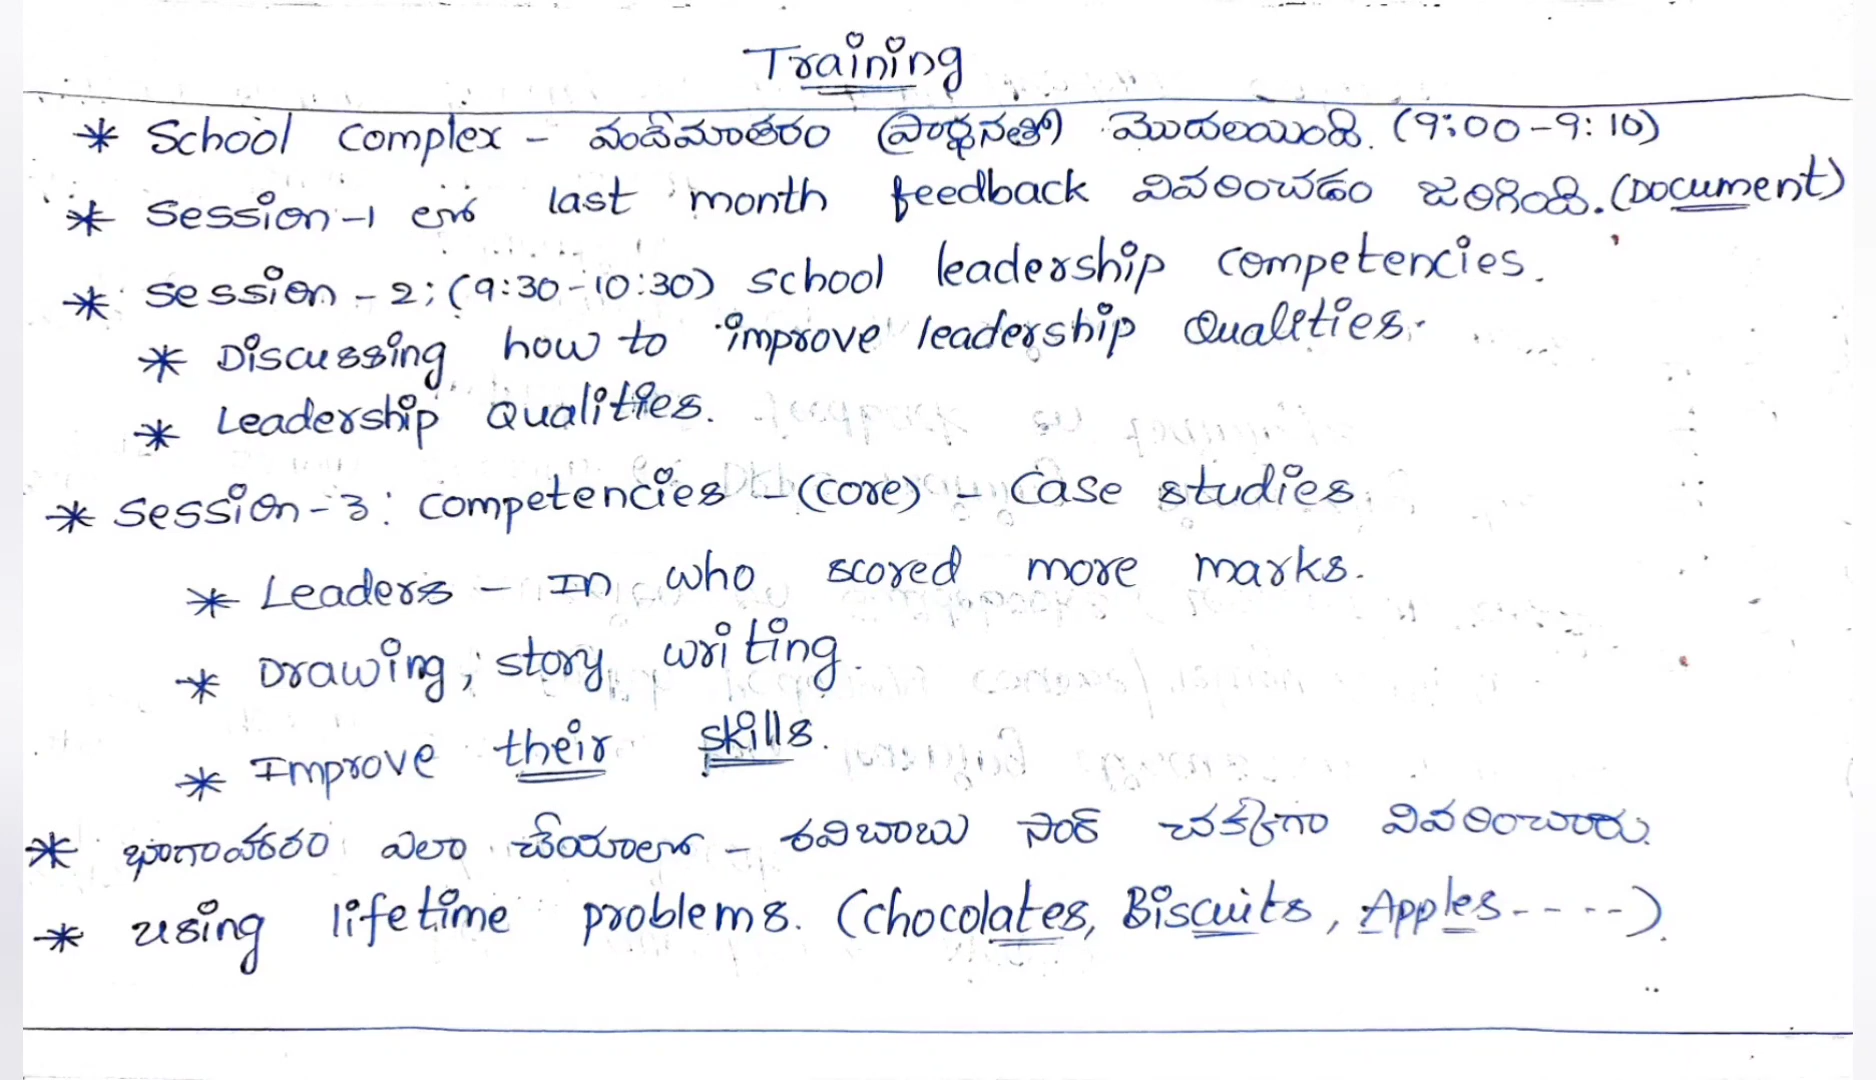 Training
* School complex - వందేమాతరం (ప్రార్థనతో) మొదలయింది. (9:00-9:10)
* Session-1 లో last month feedback వివరించడం జరిగింది. (Document)
* Session-2; (9:30-10:30) School leadership competencies.
* Discussing how to improve leadership Qualities.
* Leadership Qualities.
* Session-3: competencies - (core) - Case studies.
* Leaders - In who scored more marks.
* Drawing, story writing.
* Improve their skills.
* భాగాహారం ఎలా చేయాలో - రవిబాబు సార్ చక్కగా వివరించారు.
* Using lifetime problems. (Chocolates, Biscuits, Apples-----).